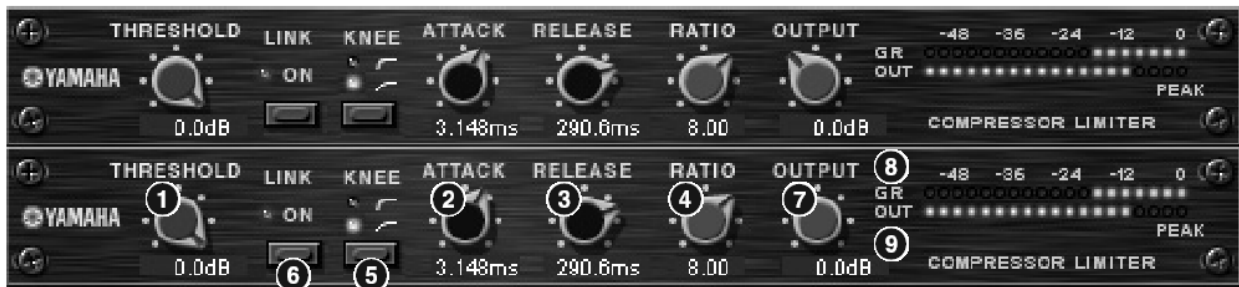 THRESHOLD LINK KNEE ATTACK RELEASE RATIO OUTPUT -48 -36 -24 -12 0
GR
YAMAHA ON OUT
PEAK
0.0dB 3.148ms 290.6ms 8.00 0.0dB COMPRESSOR LIMITER
THRESHOLD LINK KNEE ATTACK RELEASE RATIO OUTPUT 8 -48 -36 -24 -12 0
1 2 3 4 7 GR
YAMAHA ON OUT
9 PEAK
0.0dB 6 5 3.148ms 290.6ms 8.00 0.0dB COMPRESSOR LIMITER